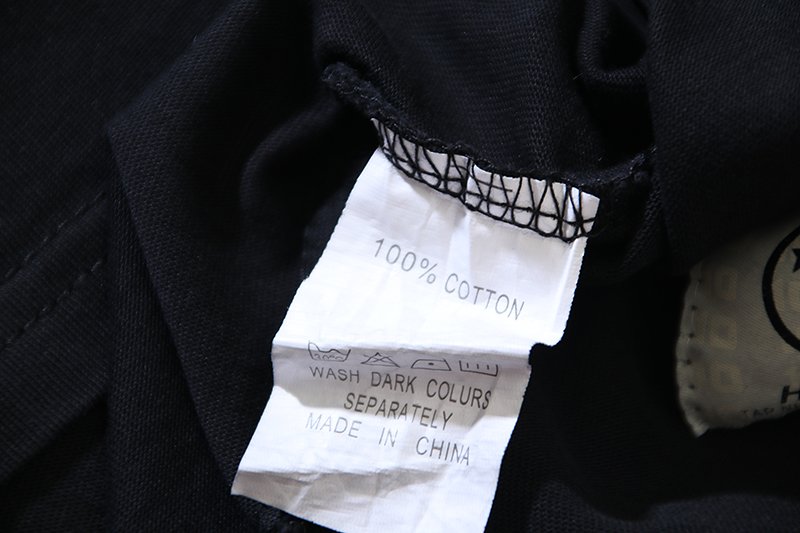 100% COTTON
WASH DARK COLURS
SEPARATELY
MADE IN CHINA
H